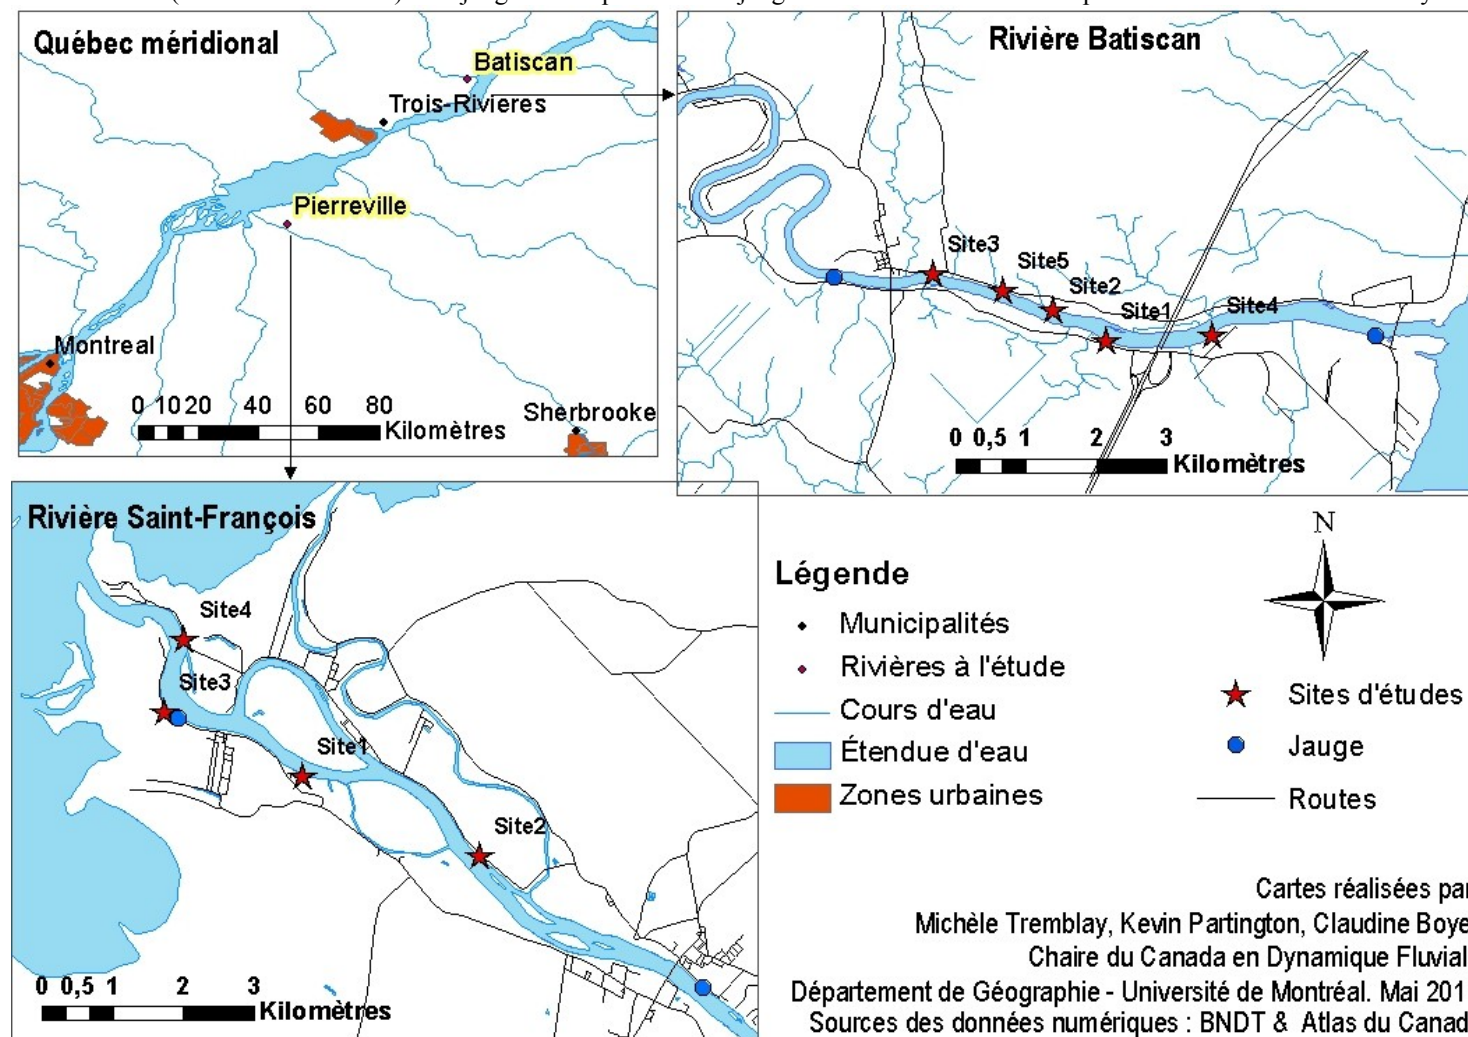 Québec méridional
Batiscan
Trois-Rivieres
Pierreville
Montreal
0 10 20 40 60 80
Kilomètres
Sherbrooke
Rivière Batiscan
Site3
Site5
Site2
Site1
Site4
0 0,5 1 2 3
Kilomètres
Rivière Saint-François
Site4
Site3
Site1
Site2
0 0,5 1 2 3
Kilomètres
N
Légende
Municipalités
Rivières à l'étude
Cours d'eau
Étendue d'eau
Zones urbaines
Sites d'études
Jauge
Routes
Cartes réalisées par
Michèle Tremblay, Kevin Partington, Claudine Boye
Chaire du Canada en Dynamique Fluvial
Département de Géographie - Université de Montréal. Mai 201
Sources des données numériques : BNDT & Atlas du Canad